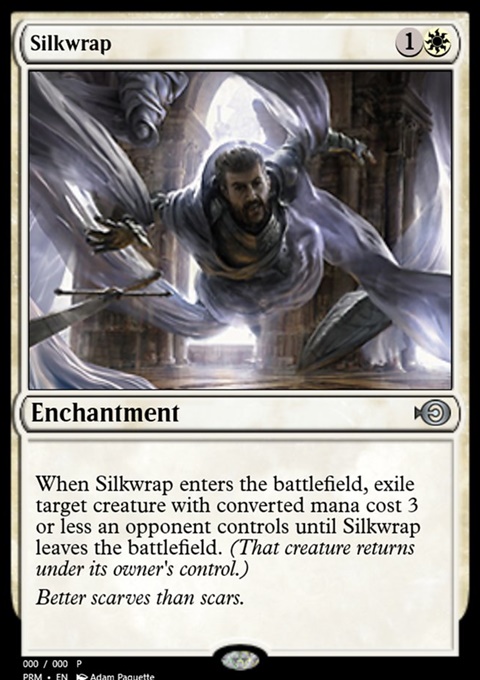 Silkwrap 1
Enchantment
When Silkwrap enters the battlefield, exile
target creature with converted mana cost 3
or less an opponent controls until Silkwrap
leaves the battlefield. (That creature returns
under its owner's control.)
Better scarves than scars.
000 / 000 P
PRM • EN Adam Paquette